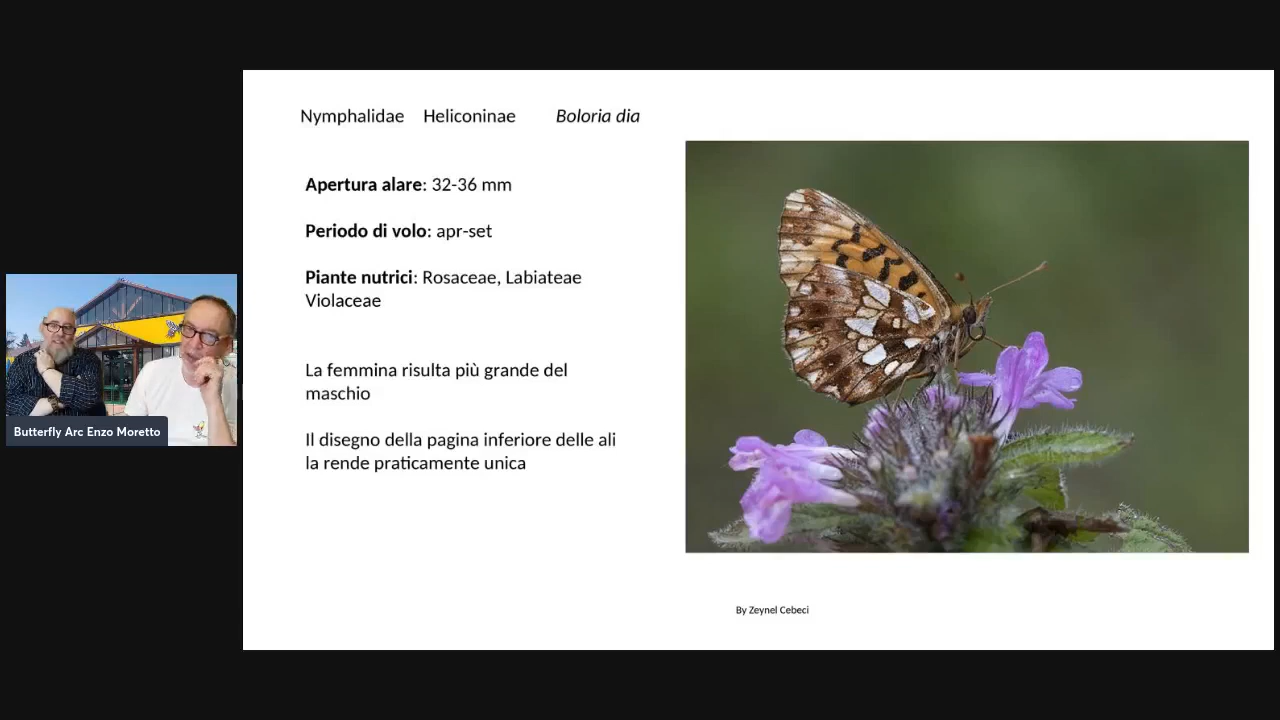 Nymphalidae Heliconinae Boloria dia
Apertura alare: 32-36 mm
Periodo di volo: apr-set
Piante nutrici: Rosaceae, Labiateae
Violaceae
La femmina risulta più grande del
maschio
Il disegno della pagina inferiore delle ali
la rende praticamente unica
By Zeynel Cebeci
Butterfly Arc Enzo Moretto